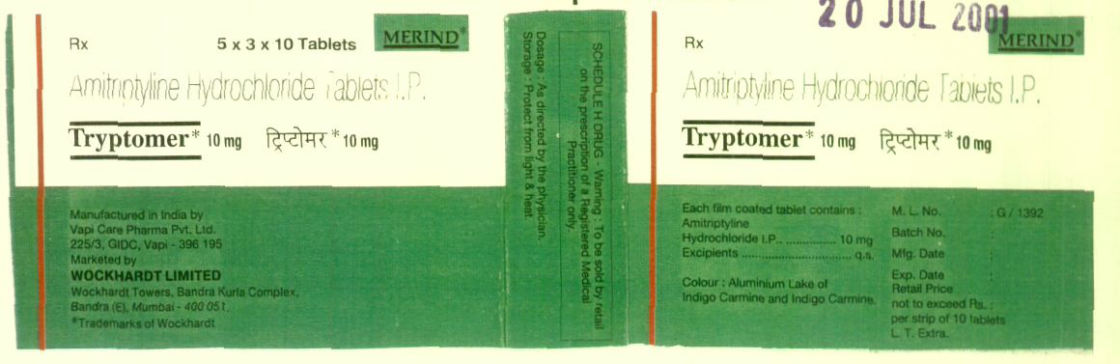 20 JUL 2001
Rx 5 x 3 x 10 Tablets MERIND*
Amitriptyline Hydrochloride Tablets I.P.
Tryptomer* 10 mg ट्रिप्टोमर* 10 mg
Manufactured in India by
Vapi Care Pharma Pvt. Ltd.
225/3, GIDC, Vapi - 396 195
Marketed by
WOCKHARDT LIMITED
Wockhardt Towers, Bandra Kurla Complex,
Bandra (E), Mumbai - 400 051.
*Trademarks of Wockhardt
SCHEDULE H DRUG - Warning : To be sold by retail
on the prescription of a Registered Medical
Practitioner only.
Dosage : As directed by the physician.
Storage : Protect from light & heat.
Rx MERIND*
Amitriptyline Hydrochloride Tablets I.P.
Tryptomer* 10 mg ट्रिप्टोमर* 10 mg
Each film coated tablet contains :
Amitriptyline
Hydrochloride I.P.. .............. 10 mg
Excipients .............................. q.s.
Colour : Aluminium Lake of
Indigo Carmine and Indigo Carmine.
M. L. No. : G / 1392
Batch No. :
Mfg. Date :
Exp. Date :
Retail Price
not to exceed Rs. :
per strip of 10 tablets
L. T. Extra.